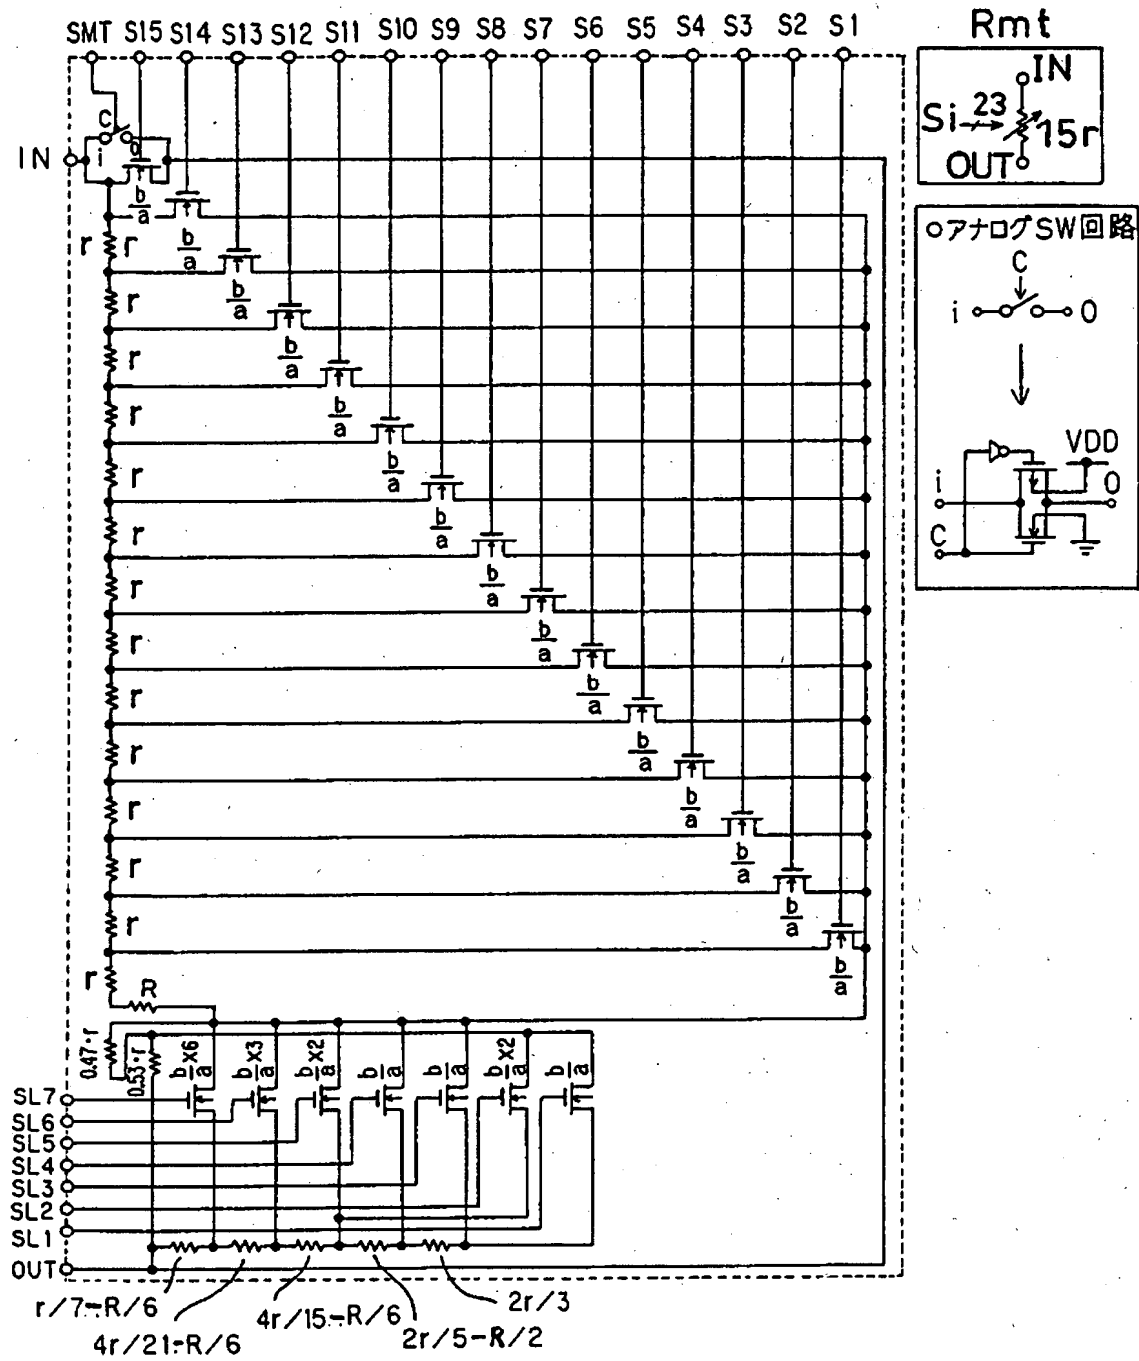 SMT S15 S14 S13 S12 S11 S10 S9 S8 S7 S6 S5 S4 S3 S2 S1
Rmt
IN
Si 23
15r
OUT
C
i O
IN
b/a
b/a
r r
b/a
r
b/a
r
b/a
r
b/a
r
b/a
r
b/a
r
b/a
r
b/a
r
b/a
r
b/a
r
b/a
r
b/a
r
b/a
r
R
○アナログSW回路
C
i O
VDD
i O
C
0.47・r
0.53・r
b/a x6
b/a x3
b/a x2
b/a
b/a
b/a x2
b/a
SL7
SL6
SL5
SL4
SL3
SL2
SL1
OUT
r/7-R/6
4r/21-R/6
4r/15-R/6
2r/5-R/2
2r/3